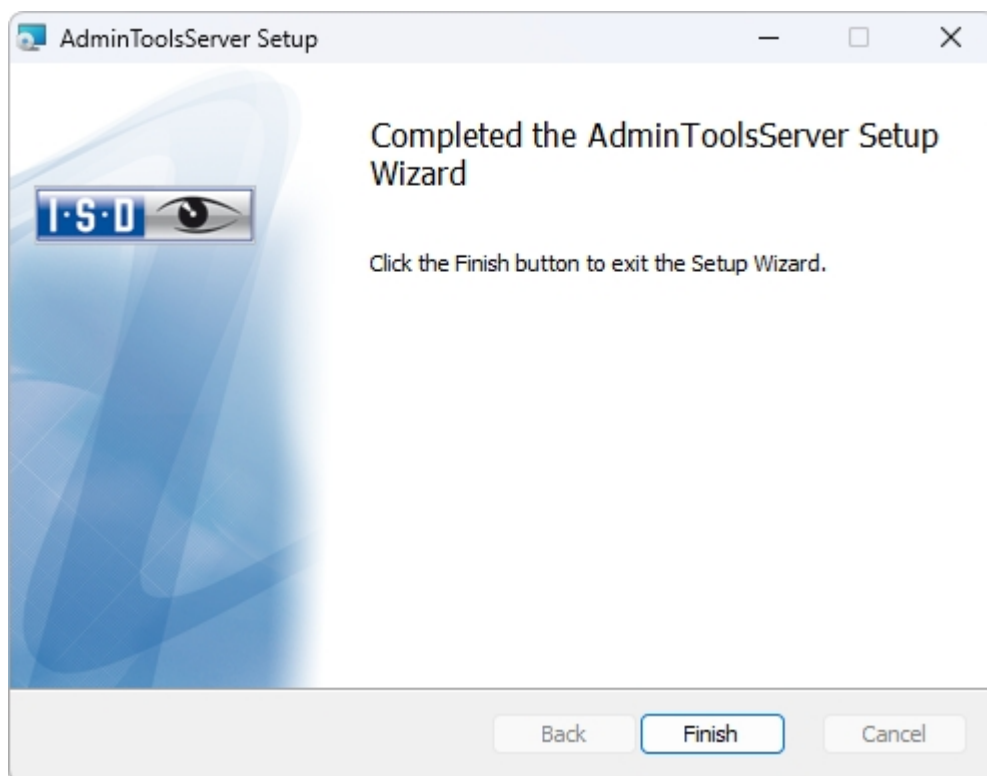 AdminToolsServer Setup
Completed the AdminToolsServer Setup
Wizard
I·S·D
Click the Finish button to exit the Setup Wizard.
Back
Finish
Cancel